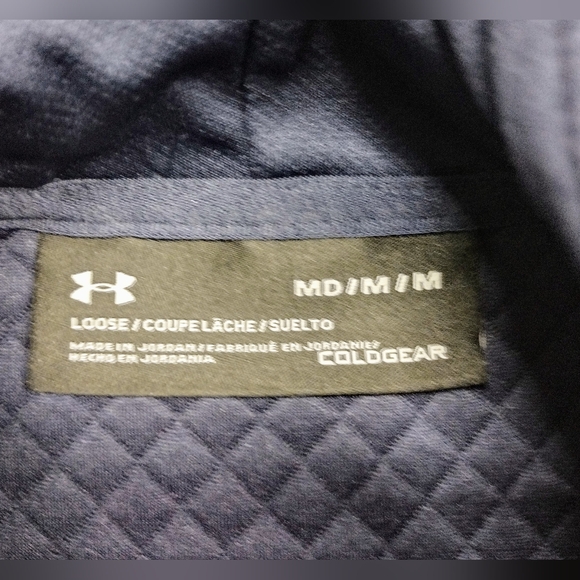 MD/M/M
LOOSE/COUPE LÂCHE/SUELTO
MADE IN JORDAN/FABRIQUÉ EN JORDANIE/
HECHO EN JORDANIA
COLDGEAR